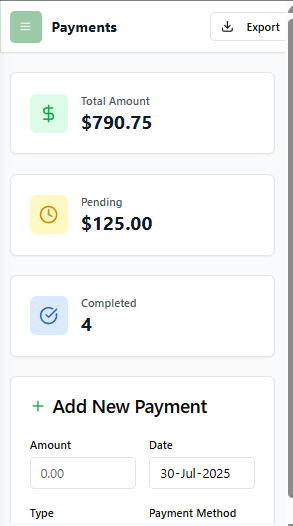 Payments
Export
Total Amount
$790.75
Pending
$125.00
Completed
4
+ Add New Payment
Amount
Date
0.00
30-Jul-2025
Type
Payment Method